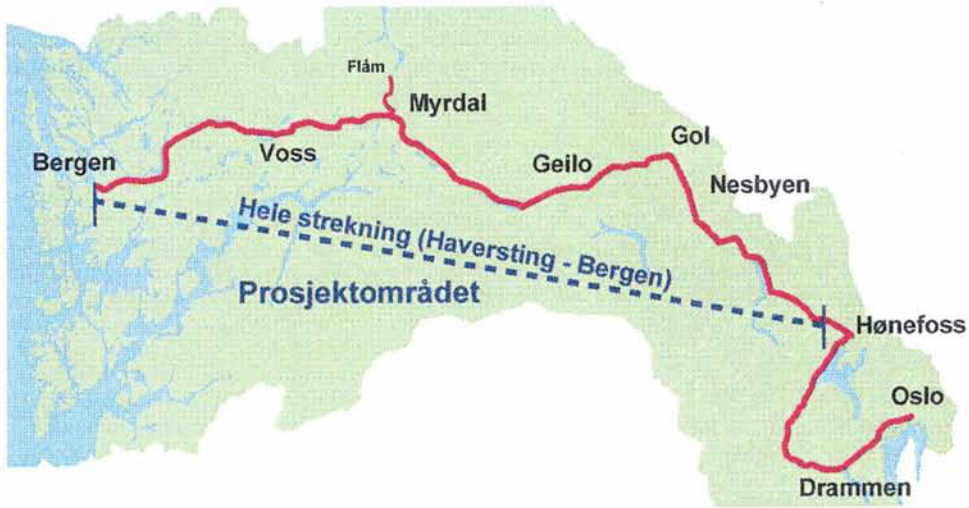 Flåm
Myrdal
Gol
Bergen
Voss
Geilo
Nesbyen
Hele strekning (Haversting - Bergen)
Prosjektområdet
Hønefoss
Oslo
Drammen